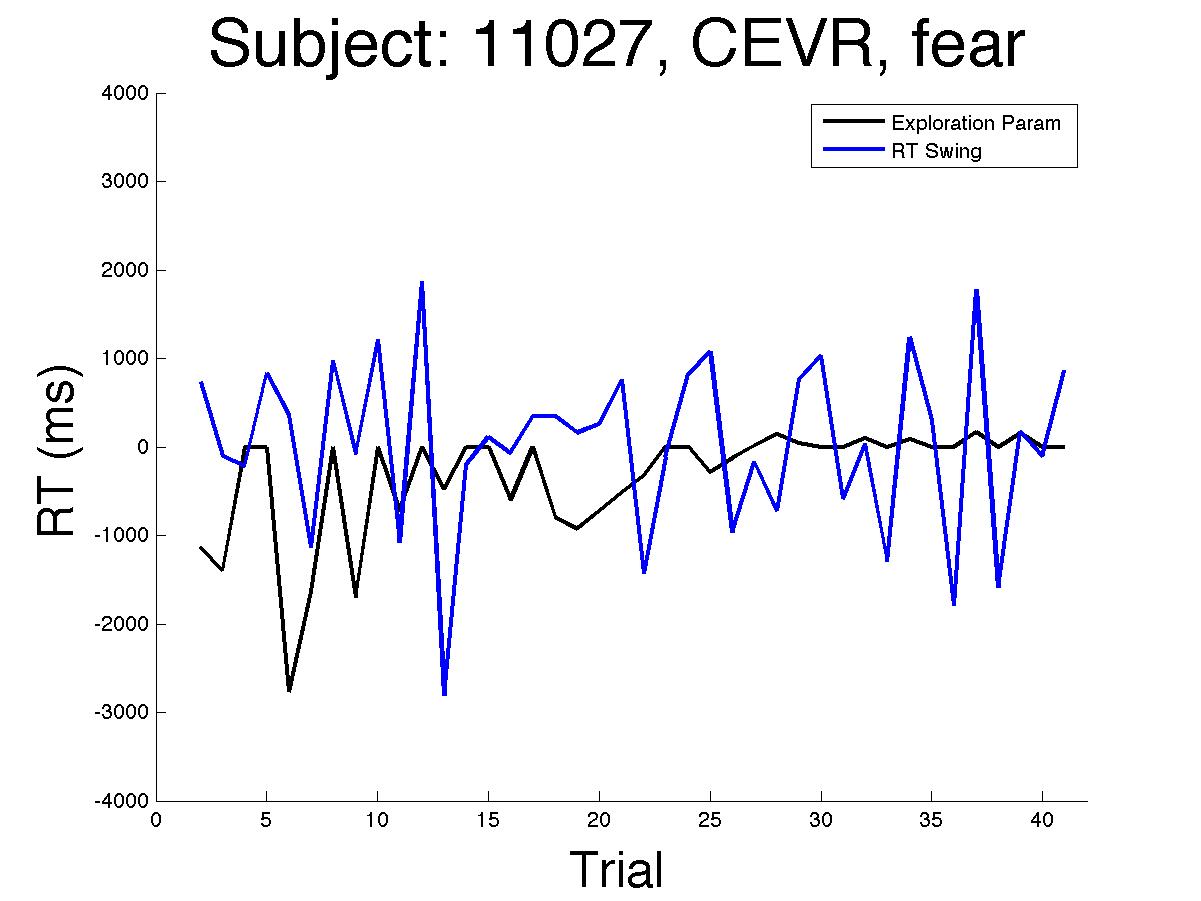 Subject: 11027, CEVR, fear
4000
3000
2000
1000
0
-1000
-2000
-3000
-4000
RT (ms)
Exploration Param
RT Swing
0 5 10 15 20 25 30 35 40
Trial